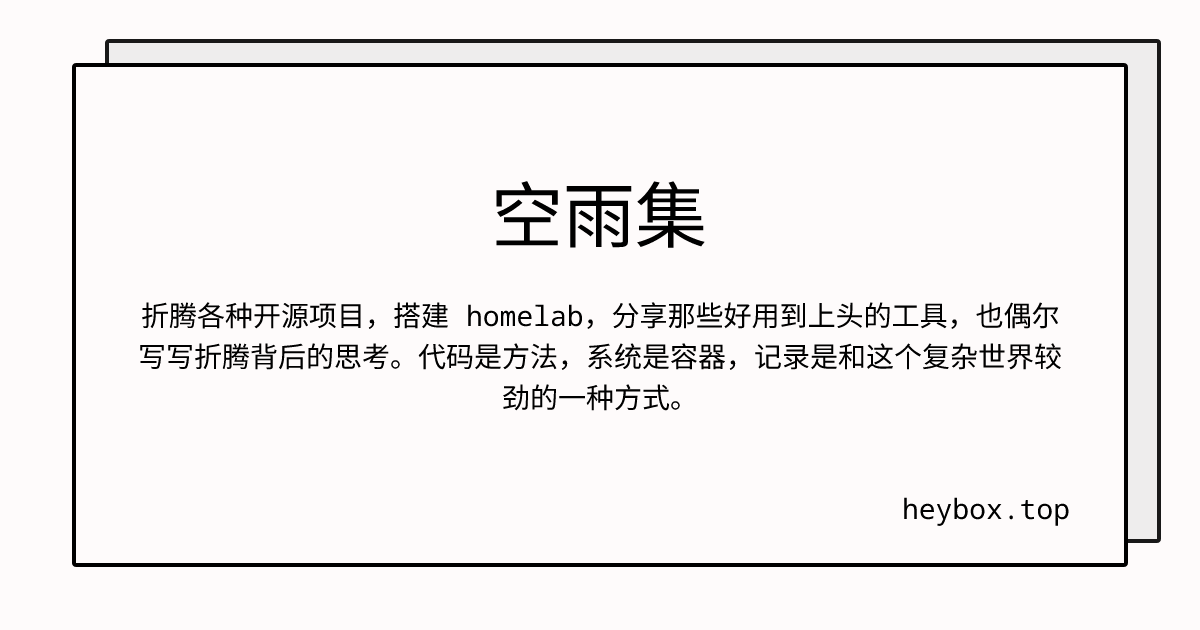 空雨集
折腾各种开源项目，搭建 homelab，分享那些好用到上头的工具，也偶尔
写写折腾背后的思考。代码是方法，系统是容器，记录是和这个复杂世界较
劲的一种方式。
heybox.top